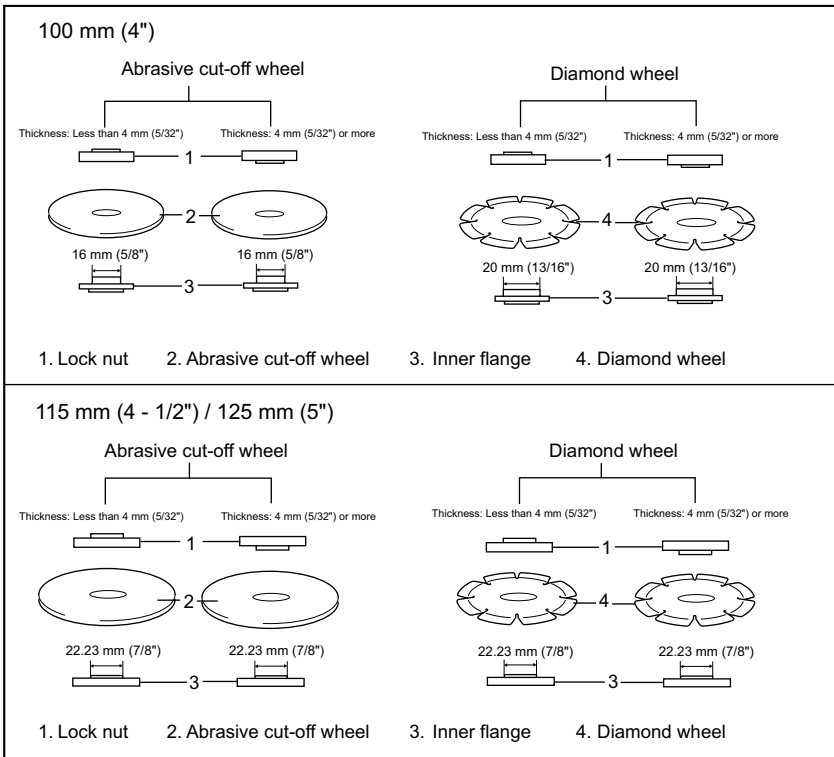 100 mm (4")
Abrasive cut-off wheel
Diamond wheel
Thickness: Less than 4 mm (5/32")
Thickness: 4 mm (5/32") or more
Thickness: Less than 4 mm (5/32")
Thickness: 4 mm (5/32") or more
1
1
2
4
16 mm (5/8")
16 mm (5/8")
20 mm (13/16")
20 mm (13/16")
3
3
1. Lock nut
2. Abrasive cut-off wheel
3. Inner flange
4. Diamond wheel
115 mm (4 - 1/2") / 125 mm (5")
Abrasive cut-off wheel
Diamond wheel
Thickness: Less than 4 mm (5/32")
Thickness: 4 mm (5/32") or more
Thickness: Less than 4 mm (5/32")
Thickness: 4 mm (5/32") or more
1
1
2
4
22.23 mm (7/8")
22.23 mm (7/8")
22.23 mm (7/8")
22.23 mm (7/8")
3
3
1. Lock nut
2. Abrasive cut-off wheel
3. Inner flange
4. Diamond wheel